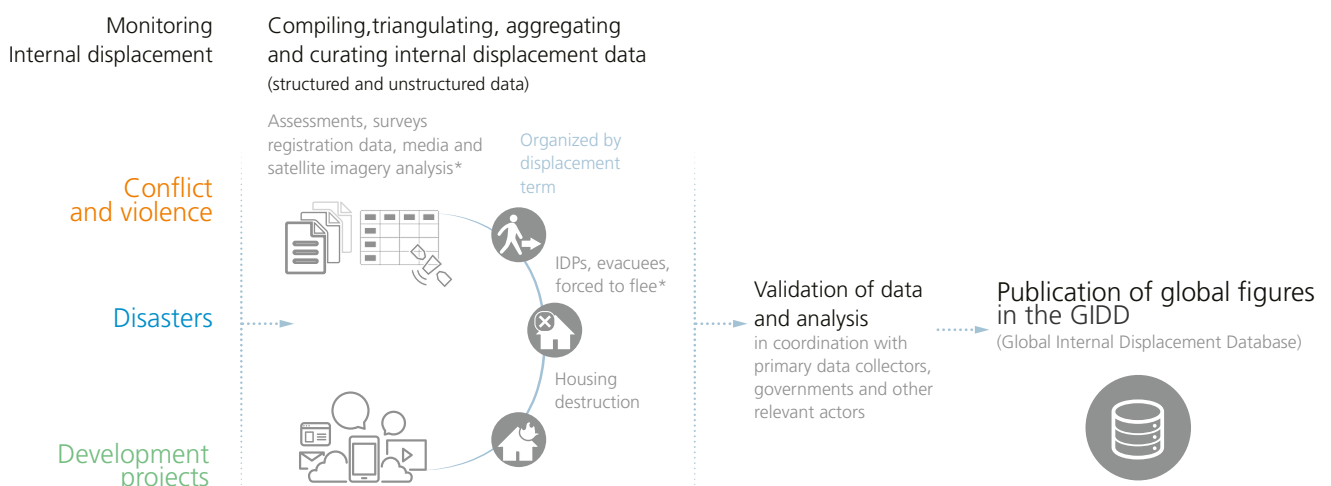 Monitoring
Internal displacement
Compiling,triangulating, aggregating
and curating internal displacement data
(structured and unstructured data)
Assessments, surveys
registration data, media and
satellite imagery analysis*
Organized by
displacement
term
Conflict
and violence
IDPs, evacuees,
forced to flee*
Disasters
Validation of data
and analysis
in coordination with
primary data collectors,
governments and other
relevant actors
Publication of global figures
in the GIDD
(Global Internal Displacement Database)
Housing
destruction
Development
projects